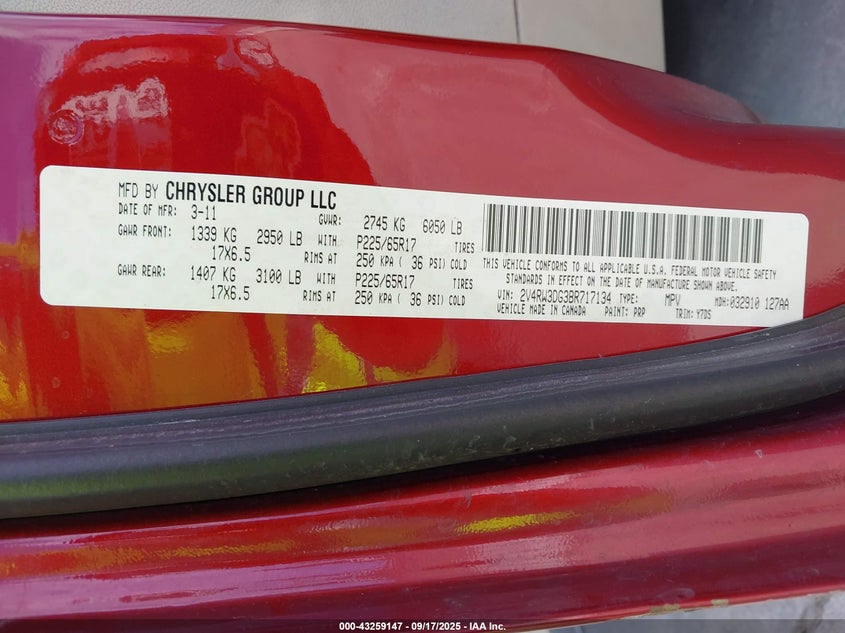 MFD BY CHRYSLER GROUP LLC
DATE OF MFR: 3-11 GVWR: 2745 KG 6050 LB
GAWR FRONT: 1339 KG 2950 LB WITH P225/65R17 TIRES
17X6.5 RIMS AT 250 KPA ( 36 PSI) COLD
GAWR REAR: 1407 KG 3100 LB WITH P225/65R17 TIRES
17X6.5 RIMS AT 250 KPA ( 36 PSI) COLD
THIS VEHICLE CONFORMS TO ALL APPLICABLE U.S.A. FEDERAL MOTOR VEHICLE SAFETY
STANDARDS IN EFFECT ON THE DATE OF MANUFACTURE SHOWN ABOVE.
VIN: 2V4RW3DG3BR717134 TYPE: MPV MDH: 032910 127AA
VEHICLE MADE IN CANADA PAINT: PRP TRIM: Y7DS
000-43259147 - 09/17/2025 - IAA Inc.